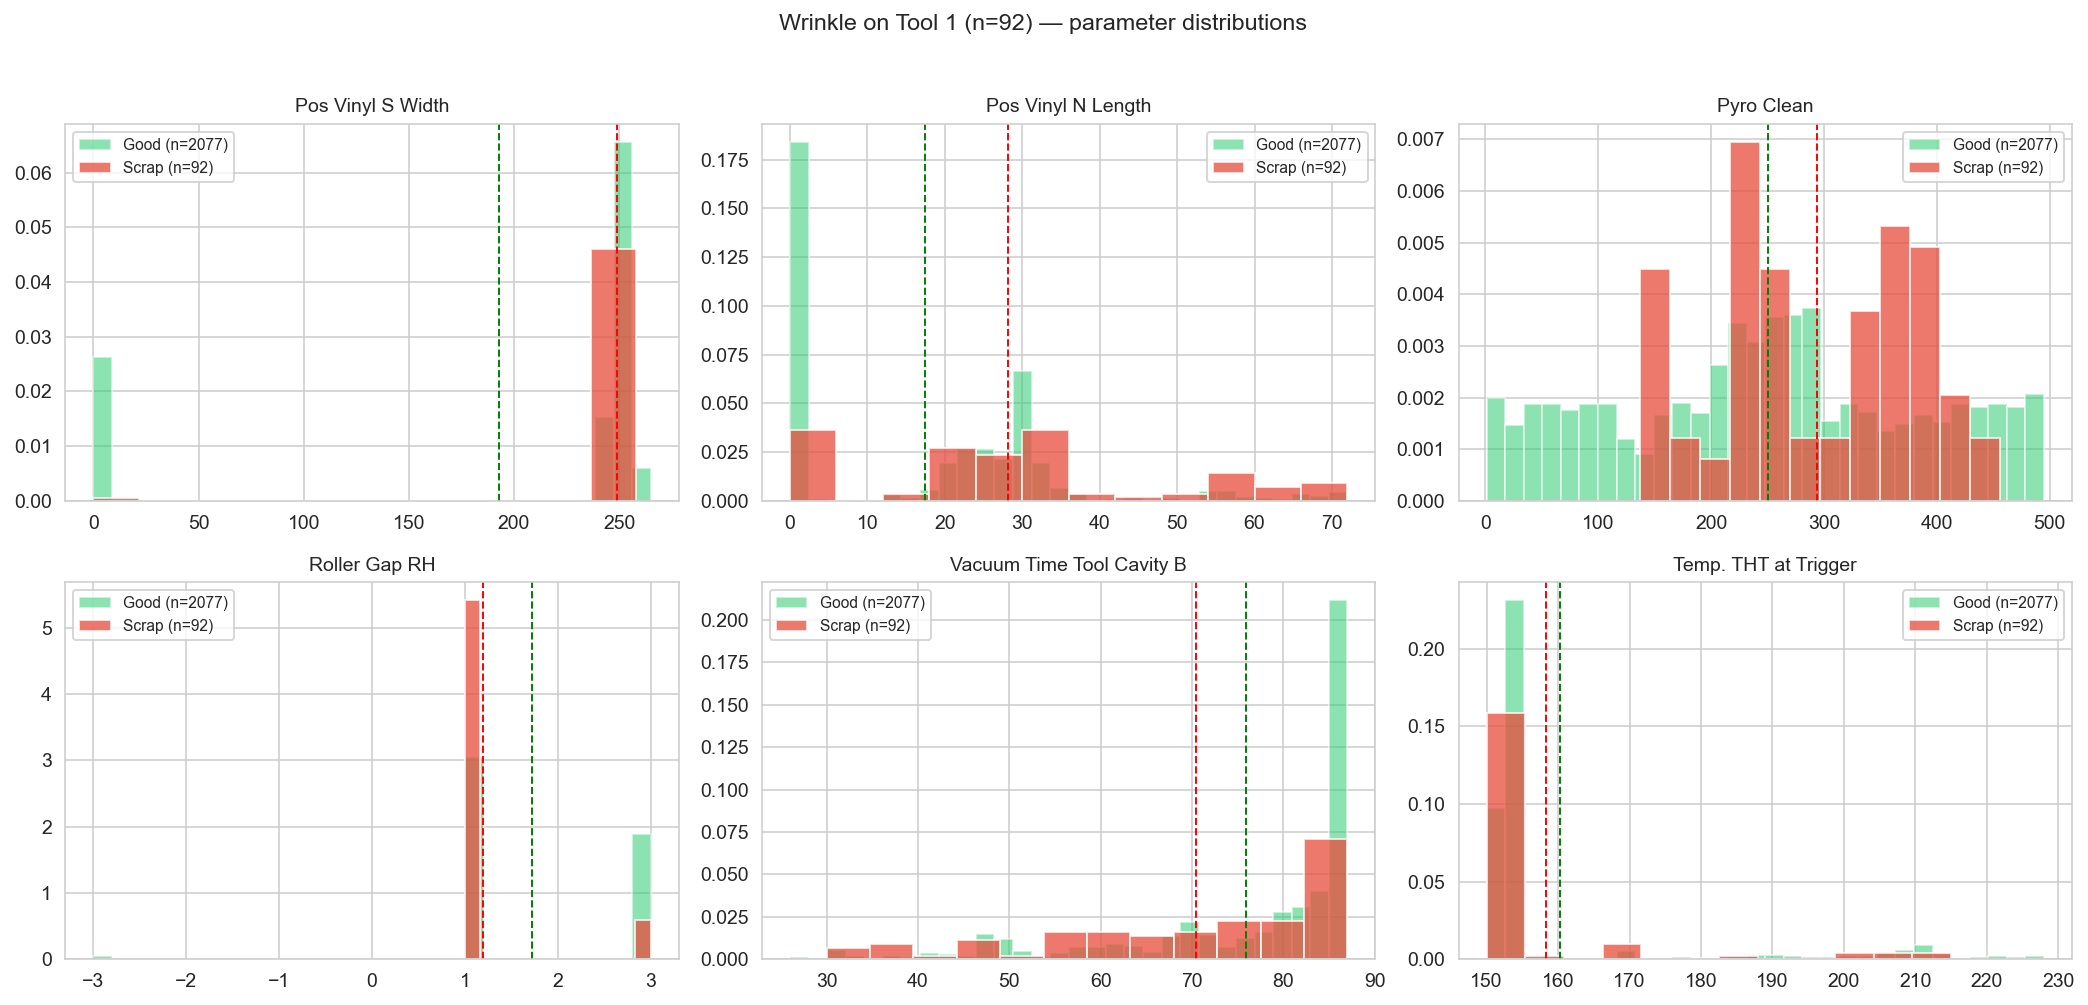 Wrinkle on Tool 1 (n=92) — parameter distributions
Pos Vinyl S Width
Good (n=2077)
Scrap (n=92)
0.06
0.05
0.04
0.03
0.02
0.01
0.00
0 50 100 150 200 250
Pos Vinyl N Length
Good (n=2077)
Scrap (n=92)
0.175
0.150
0.125
0.100
0.075
0.050
0.025
0.000
0 10 20 30 40 50 60 70
Pyro Clean
Good (n=2077)
Scrap (n=92)
0.007
0.006
0.005
0.004
0.003
0.002
0.001
0.000
0 100 200 300 400 500
Roller Gap RH
Good (n=2077)
Scrap (n=92)
5
4
3
2
1
0
−3 −2 −1 0 1 2 3
Vacuum Time Tool Cavity B
Good (n=2077)
Scrap (n=92)
0.200
0.175
0.150
0.125
0.100
0.075
0.050
0.025
0.000
30 40 50 60 70 80 90
Temp. THT at Trigger
Good (n=2077)
Scrap (n=92)
0.20
0.15
0.10
0.05
0.00
150 160 170 180 190 200 210 220 230